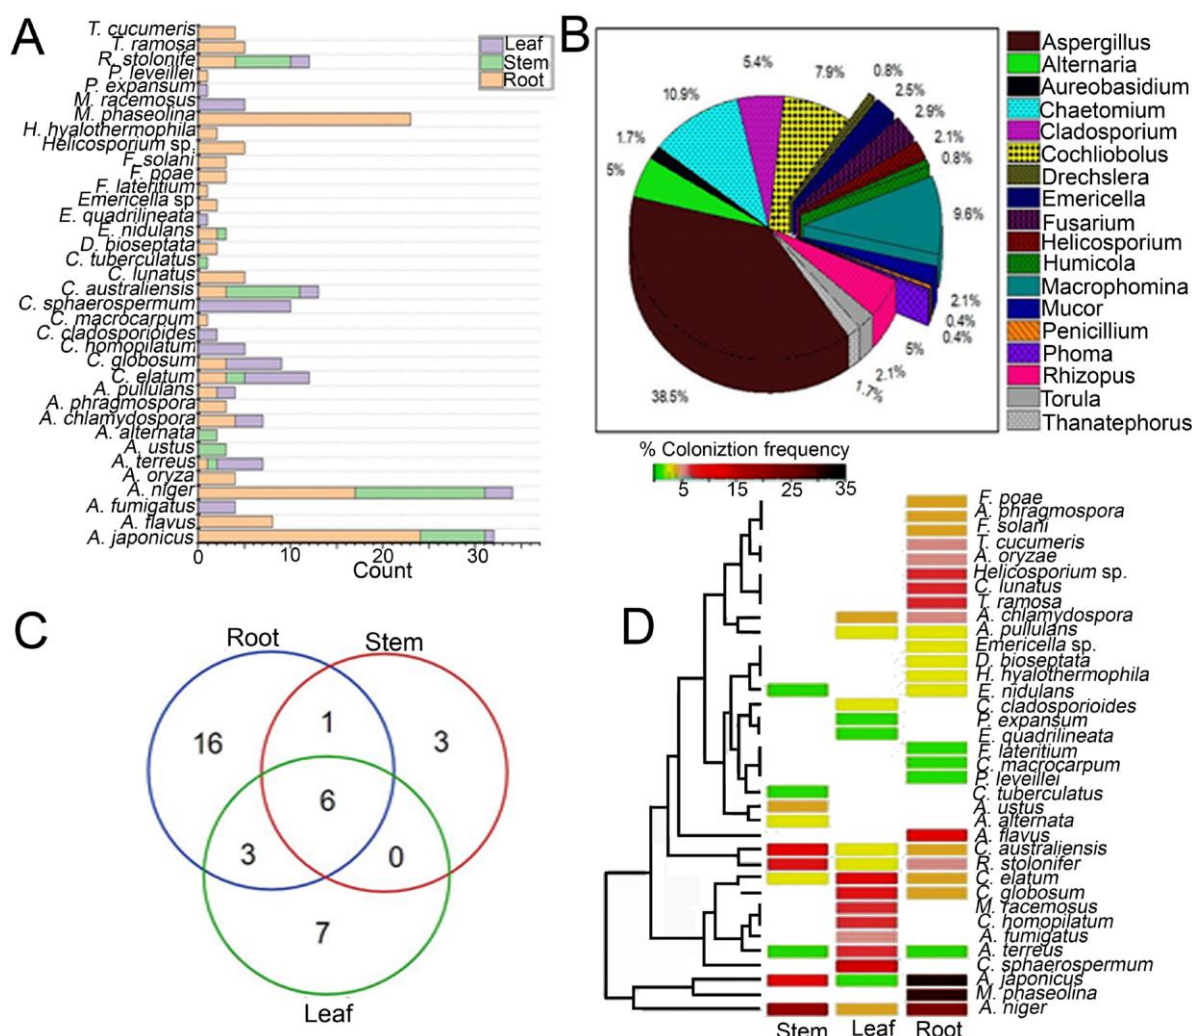 A
T. cucumeris
T. ramosa
R. stolonife
P. leveillei
P. expansum
M. racemosus
M. phaseolina
H. hyalothermophila
Helicosporium sp.
F. solani
F. poae
F. lateritium
Emericella sp
E. quadrilineata
E. nidulans
D. bioseptata
C. tuberculatus
C. lunatus
C. australiensis
C. sphaerospermum
C. macrocarpum
C. cladosporioides
C. homopilatum
C. globosum
C. elatum
A. pullulans
A. phragmospora
A. chlamydospora
A. alternata
A. ustus
A. terreus
A. oryza
A. niger
A. fumigatus
A. flavus
A. japonicus
0 10 20 30
Count
Leaf
Stem
Root
B
5.4%
7.9%
0.8%
2.5%
2.9%
2.1%
0.8%
9.6%
2.1%
0.4%
0.4%
5%
2.1%
1.7%
38.5%
5%
1.7%
10.9%
Aspergillus
Alternaria
Aureobasidium
Chaetomium
Cladosporium
Cochliobolus
Drechslera
Emericella
Fusarium
Helicosporium
Humicola
Macrophomina
Mucor
Penicillium
Phoma
Rhizopus
Torula
Thanatephorus
C
Root
Stem
16
1
3
6
3
0
7
Leaf
D
% Coloniztion frequency
5 15 25 35
F. poae
A. phragmospora
F. solani
T. cucumeris
A. oryzae
Helicosporium sp.
C. lunatus
T. ramosa
A. chlamydospora
A. pullulans
Emericella sp.
D. bioseptata
H. hyalothermophila
E. nidulans
C. cladosporioides
P. expansum
E. quadrilineata
F. lateritium
C. macrocarpum
P. leveillei
C. tuberculatus
A. ustus
A. alternata
A. flavus
C. australiensis
R. stolonifer
C. elatum
C. globosum
M. racemosus
C. homopilatum
A. fumigatus
A. terreus
C. sphaerospermum
A. japonicus
M. phaseolina
A. niger
Stem Leaf Root